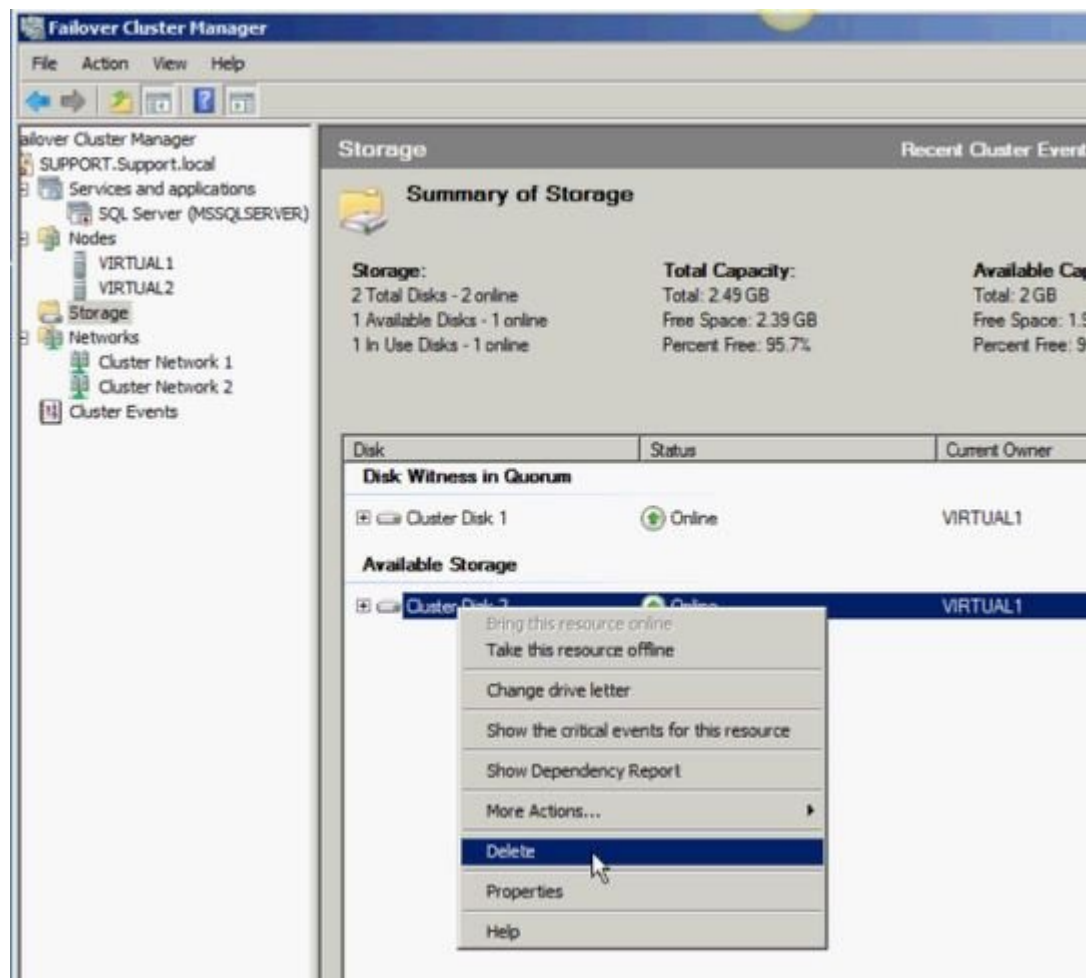 Failover Cluster Manager
File Action View Help
ailover Cluster Manager
SUPPORT.Support.local
Services and applications
SQL Server (MSSQLSERVER)
Nodes
VIRTUAL1
VIRTUAL2
Storage
Networks
Cluster Network 1
Cluster Network 2
Cluster Events
Storage Recent Cluster Event
Summary of Storage
Storage: Total Capacity: Available Cap
2 Total Disks - 2 online Total: 2.49 GB Total: 2 GB
1 Available Disks - 1 online Free Space: 2.39 GB Free Space: 1.9
1 In Use Disks - 1 online Percent Free: 95.7% Percent Free: 9
Disk Status Current Owner
Disk Witness in Quorum
Cluster Disk 1 Online VIRTUAL1
Available Storage
Cluster Disk 2 Online VIRTUAL1
Bring this resource online
Take this resource offline
Change drive letter
Show the critical events for this resource
Show Dependency Report
More Actions...
Delete
Properties
Help